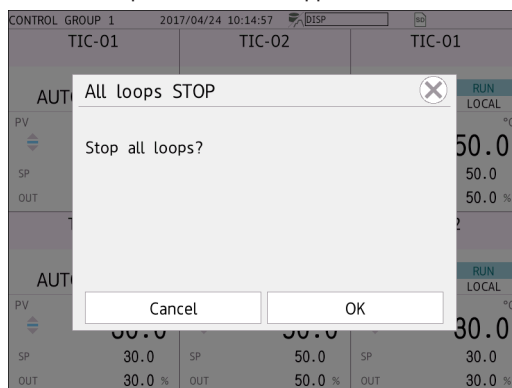 CONTROL GROUP 1 2017/04/24 10:14:57 DISP SD
TIC-01 TIC-02 TIC-01
All loops STOP
RUN
LOCAL
PV °C
50.0
Stop all loops?
SP 50.0
OUT 50.0 %
RUN
LOCAL
Cancel OK
PV °C
30.0
SP 30.0 SP 50.0 SP 30.0
OUT 30.0 % OUT 50.0 % OUT 30.0 %